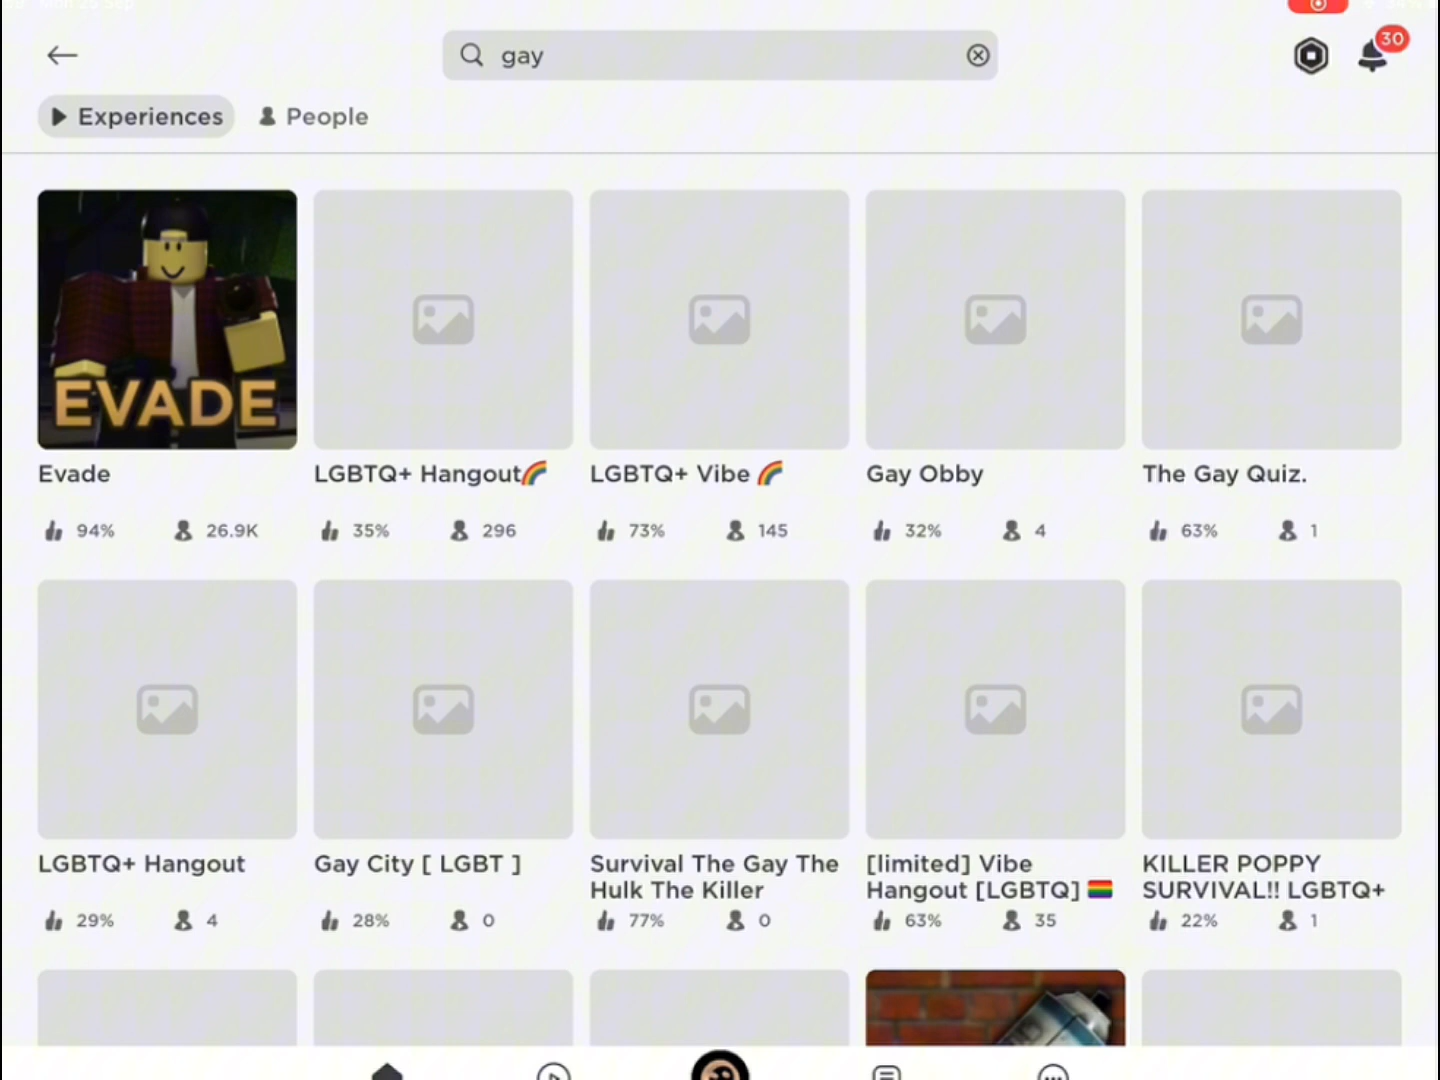 gay
30
Experiences
People
EVADE
Evade
LGBTQ+ Hangout🌈
LGBTQ+ Vibe 🌈
Gay Obby
The Gay Quiz.
94% 26.9K
35% 296
73% 145
32% 4
63% 1
LGBTQ+ Hangout
Gay City [ LGBT ]
Survival The Gay The
Hulk The Killer
[limited] Vibe
Hangout [LGBTQ] 🏳️‍🌈
KILLER POPPY
SURVIVAL!! LGBTQ+
29% 4
28% 0
77% 0
63% 35
22% 1